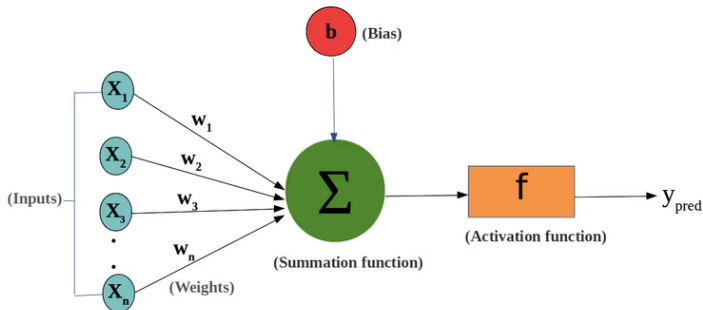 b (Bias)
X1
w1
X2
w2
(Inputs)
X3
w3
Σ
f
ypred
wn
(Activation function)
(Summation function)
Xn
(Weights)